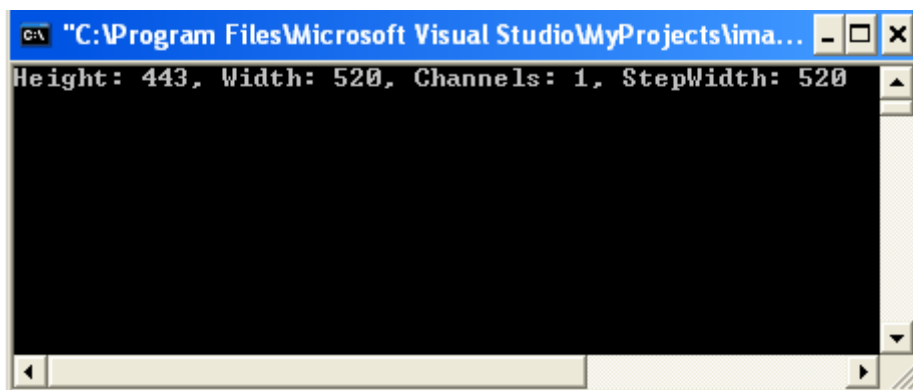 C:\ "C:\Program Files\Microsoft Visual Studio\MyProjects\ima...
Height: 443, Width: 520, Channels: 1, StepWidth: 520